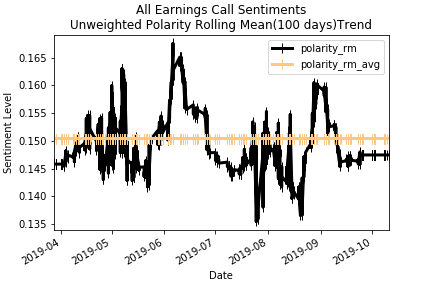 All Earnings Call Sentiments
Unweighted Polarity Rolling Mean(100 days)Trend
polarity_rm
polarity_rm_avg
Sentiment Level
0.165
0.160
0.155
0.150
0.145
0.140
0.135
2019-04
2019-05
2019-06
2019-07
2019-08
2019-09
2019-10
Date